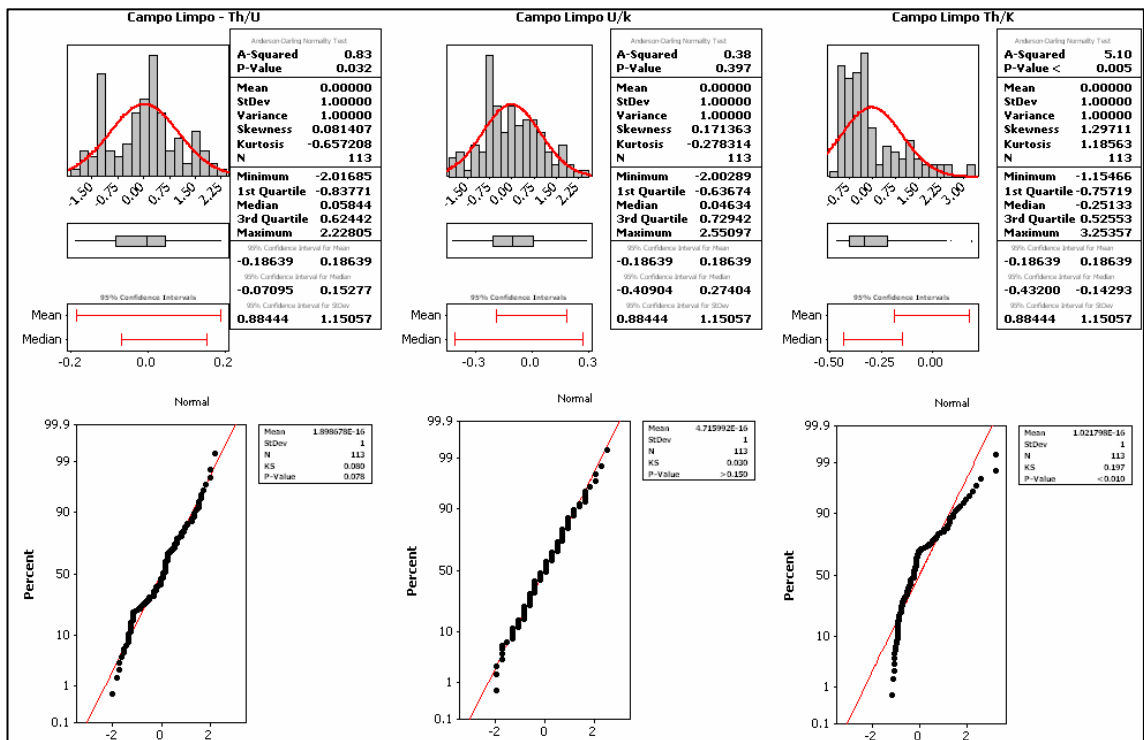 Campo Limpo - Th/U
Anderson-Darling Normality Test
A-Squared 0.83
P-Value 0.032
Mean 0.00000
StDev 1.00000
Variance 1.00000
Skewness 0.081407
Kurtosis -0.657208
N 113
Minimum -2.01685
1st Quartile -0.83771
Median 0.05844
3rd Quartile 0.62442
Maximum 2.22805
95% Confidence Interval for Mean
-0.18639 0.18639
95% Confidence Interval for Median
-0.07095 0.15277
95% Confidence Interval for StDev
0.88444 1.15057
-1.50 -0.75 0.00 0.75 1.50 2.25
95% Confidence Intervals
Mean
Median
-0.2 0.0 0.2
Campo Limpo U/k
Anderson-Darling Normality Test
A-Squared 0.38
P-Value 0.397
Mean 0.00000
StDev 1.00000
Variance 1.00000
Skewness 0.171363
Kurtosis -0.278314
N 113
Minimum -2.00289
1st Quartile -0.63674
Median 0.04634
3rd Quartile 0.72942
Maximum 2.55097
95% Confidence Interval for Mean
-0.18639 0.18639
95% Confidence Interval for Median
-0.40904 0.27404
95% Confidence Interval for StDev
0.88444 1.15057
-1.50 -0.75 0.00 0.75 1.50 2.25
95% Confidence Intervals
Mean
Median
-0.3 0.0 0.3
Campo Limpo Th/K
Anderson-Darling Normality Test
A-Squared 5.10
P-Value < 0.005
Mean 0.00000
StDev 1.00000
Variance 1.00000
Skewness 1.29711
Kurtosis 1.18563
N 113
Minimum -1.15466
1st Quartile -0.75719
Median -0.25133
3rd Quartile 0.52553
Maximum 3.25357
95% Confidence Interval for Mean
-0.18639 0.18639
95% Confidence Interval for Median
-0.43200 -0.14293
95% Confidence Interval for StDev
0.88444 1.15057
-0.75 0.00 0.75 1.50 2.25 3.00
95% Confidence Intervals
Mean
Median
-0.50 -0.25 0.00
Normal
Mean 1.898678E-16
StDev 1
N 113
KS 0.080
P-Value 0.078
Percent
99.9
99
90
50
10
1
0.1
-2 0 2
Normal
Mean 4.715992E-16
StDev 1
N 113
KS 0.030
P-Value >0.150
Percent
99.9
99
90
50
10
1
0.1
-2 0 2
Normal
Mean 1.021798E-16
StDev 1
N 113
KS 0.197
P-Value <0.010
Percent
99.9
99
90
50
10
1
0.1
-2 0 2